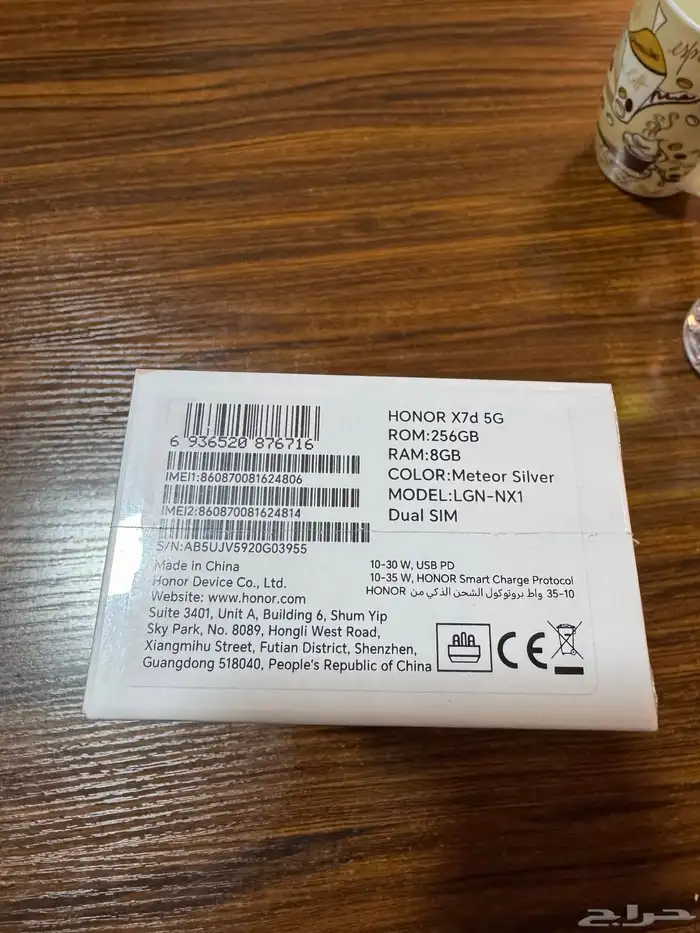 6 936520 876716
IMEI1:860870081624806
IMEI2:860870081624814
S/N:AB5UJV5920G03955
Made in China
Honor Device Co., Ltd.
Website: www.honor.com
Suite 3401, Unit A, Building 6, Shum Yip
Sky Park, No. 8089, Hongli West Road,
Xiangmihu Street, Futian District, Shenzhen,
Guangdong 518040, People's Republic of China
HONOR X7d 5G
ROM:256GB
RAM:8GB
COLOR:Meteor Silver
MODEL:LGN-NX1
Dual SIM
10-30 W, USB PD
10-35 W, HONOR Smart Charge Protocol
35-10 واط بروتوكول الشحن الذكي من HONOR
CE
حراج